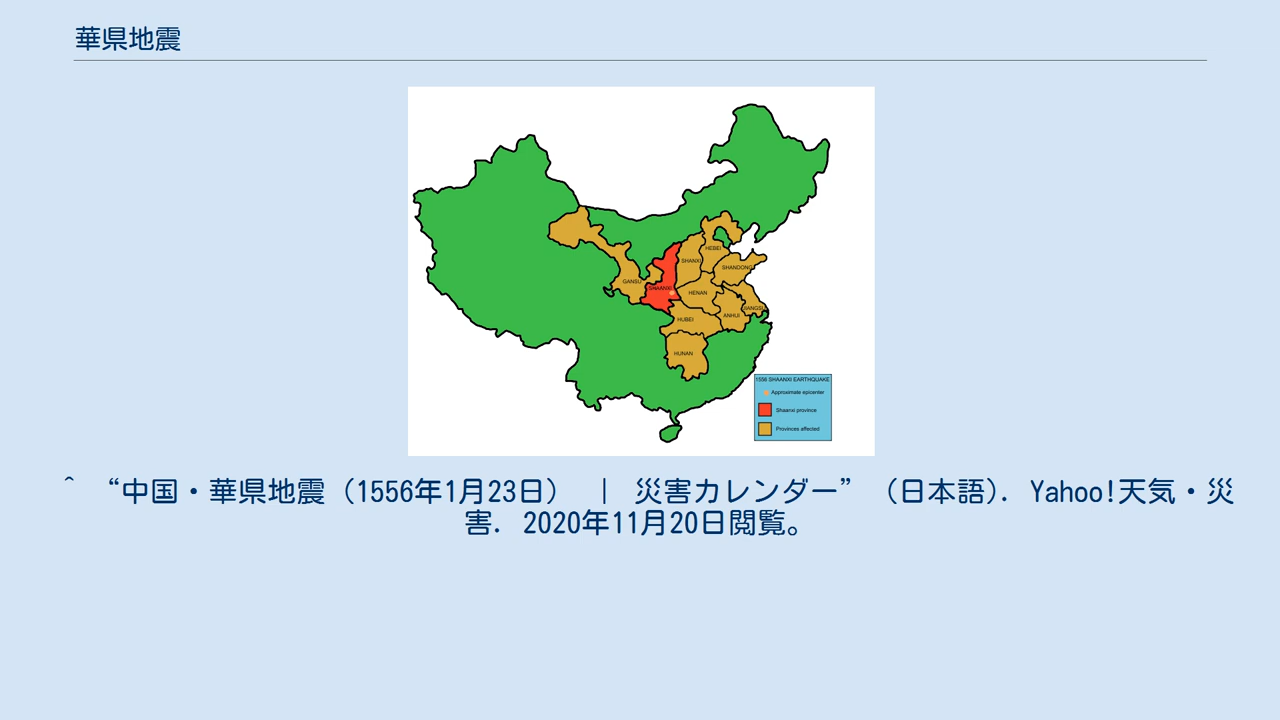 華県地震
HEBEI
SHANXI
SHANDONG
GANSU
SHAANXI
HENAN
JIANGSU
ANHUI
HUBEI
HUNAN
1556 SHAANXI EARTHQUAKE
Approximate epicenter
Shaanxi province
Provinces affected
^ “中国・華県地震（1556年1月23日） | 災害カレンダー” （日本語）. Yahoo!天気・災
害. 2020年11月20日閲覧。